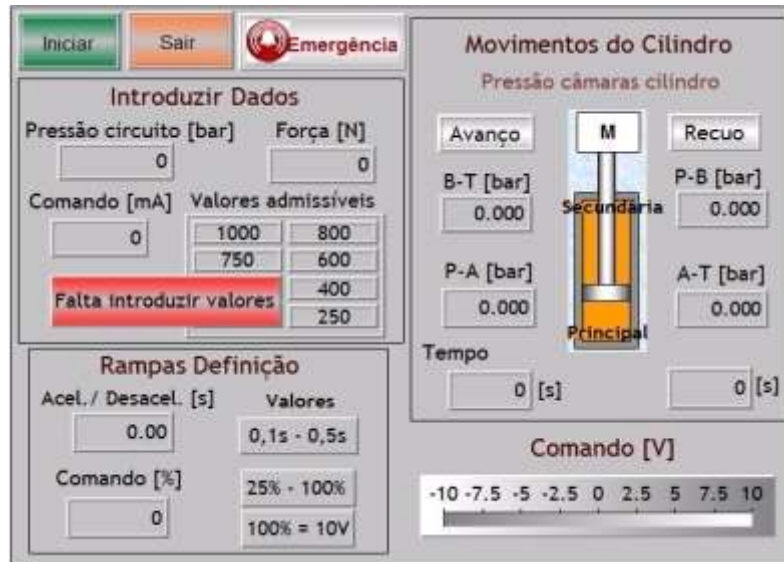 Iniciar
Sair
Emergência
Introduzir Dados
Pressão circuito [bar]
Força [N]
0
0
Comando [mA]
Valores admissíveis
0
1000
800
750
600
400
250
Falta introduzir valores
Rampas Definição
Acel./ Desacel. [s]
Valores
0.00
0,1s - 0,5s
Comando [%]
25% - 100%
0
100% = 10V
Movimentos do Cilindro
Pressão câmaras cilindro
Avanço
M
Recuo
B-T [bar]
P-B [bar]
0.000
Secundária
0.000
P-A [bar]
A-T [bar]
0.000
0.000
Principal
Tempo
0 [s]
0 [s]
Comando [V]
-10 -7.5 -5 -2.5 0 2.5 5 7.5 10